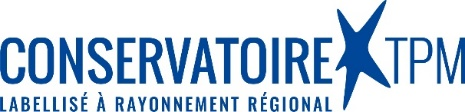 CONSERVATOIRE TPM
LABELLISÉ À RAYONNEMENT RÉGIONAL